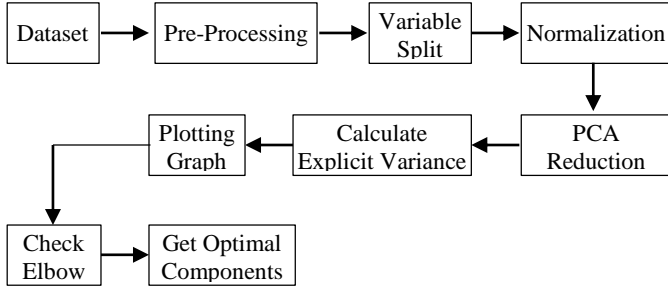 Dataset
Pre-Processing
Variable
Split
Normalization
PCA
Reduction
Calculate
Explicit Variance
Plotting
Graph
Check
Elbow
Get Optimal
Components